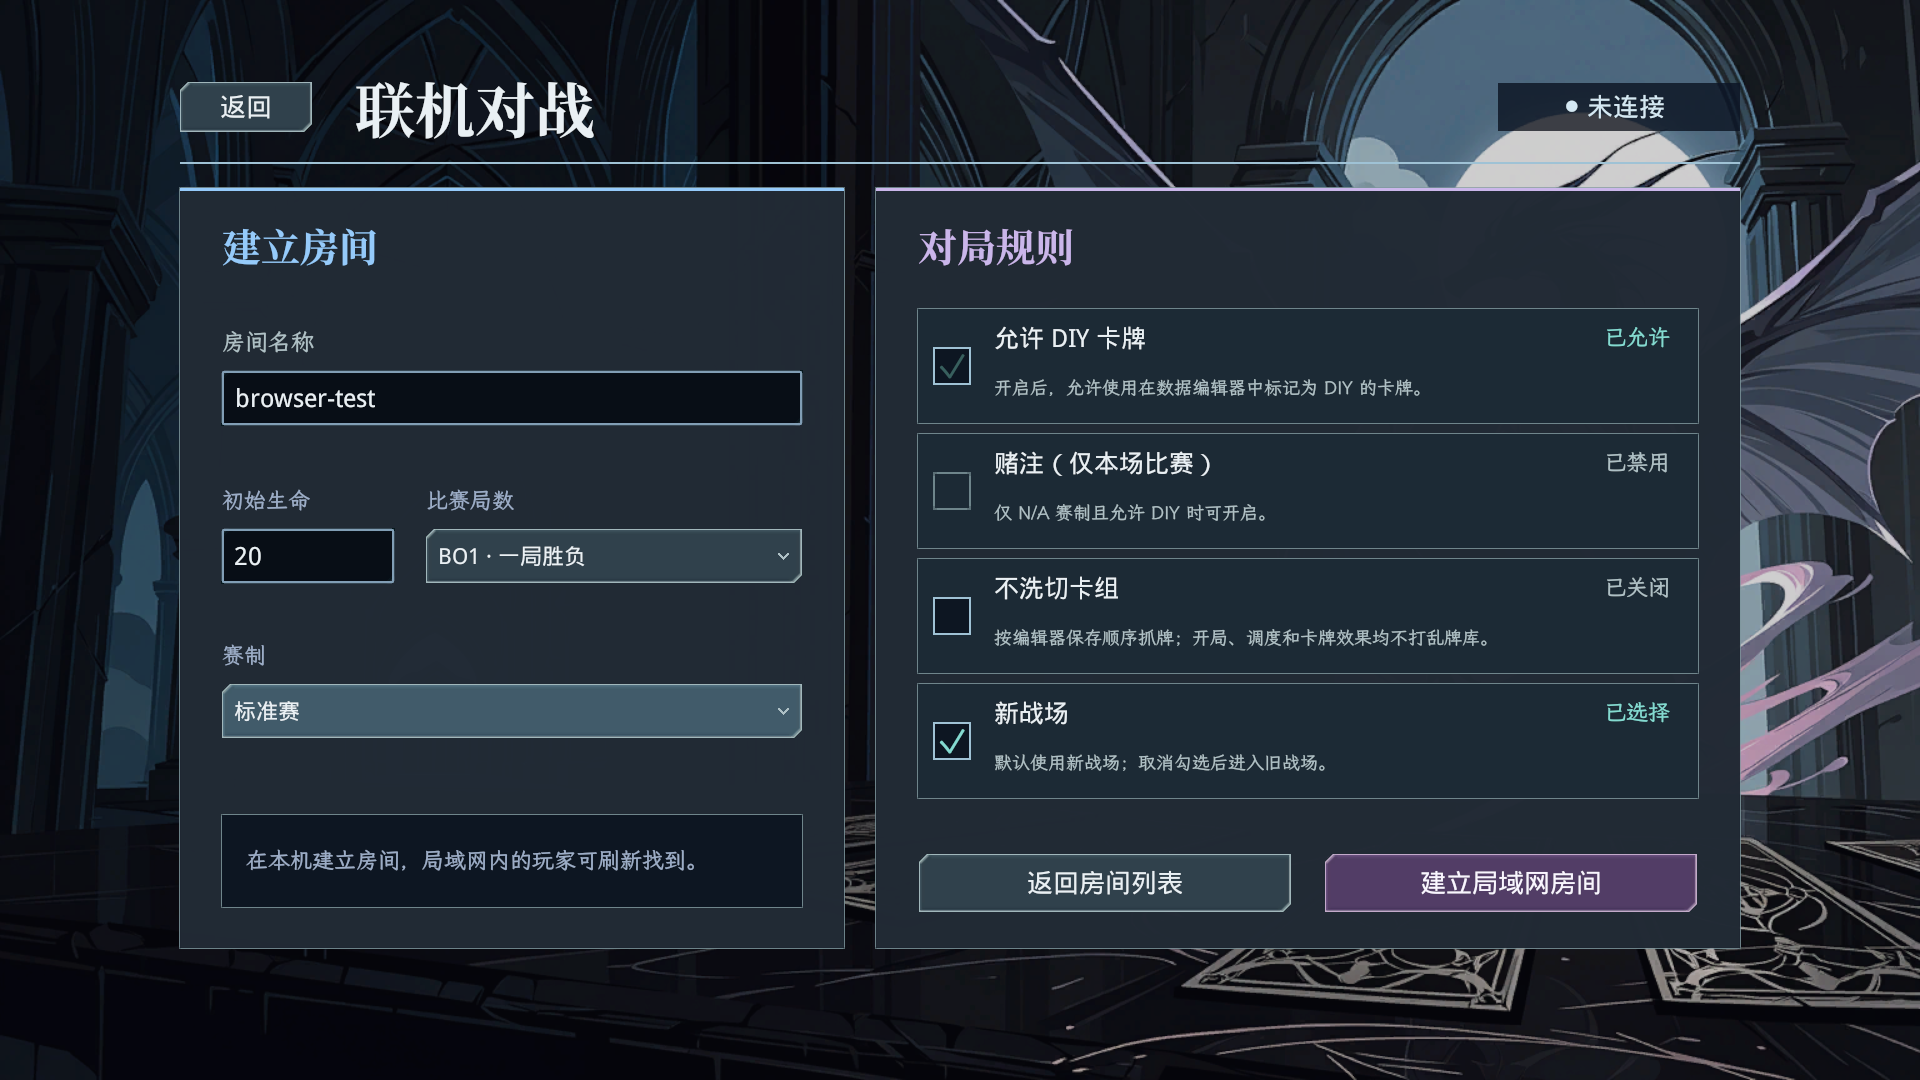 返回
联机对战
● 未连接
建立房间
房间名称
browser-test
初始生命
比赛局数
20
BO1 · 一局胜负
赛制
标准赛
在本机建立房间，局域网内的玩家可刷新找到。
对局规则
允许 DIY 卡牌
已允许
开启后，允许使用在数据编辑器中标记为 DIY 的卡牌。
赌注（仅本场比赛）
已禁用
仅 N/A 赛制且允许 DIY 时可开启。
不洗切卡组
已关闭
按编辑器保存顺序抓牌；开局、调度和卡牌效果均不打乱牌库。
新战场
已选择
默认使用新战场；取消勾选后进入旧战场。
返回房间列表
建立局域网房间